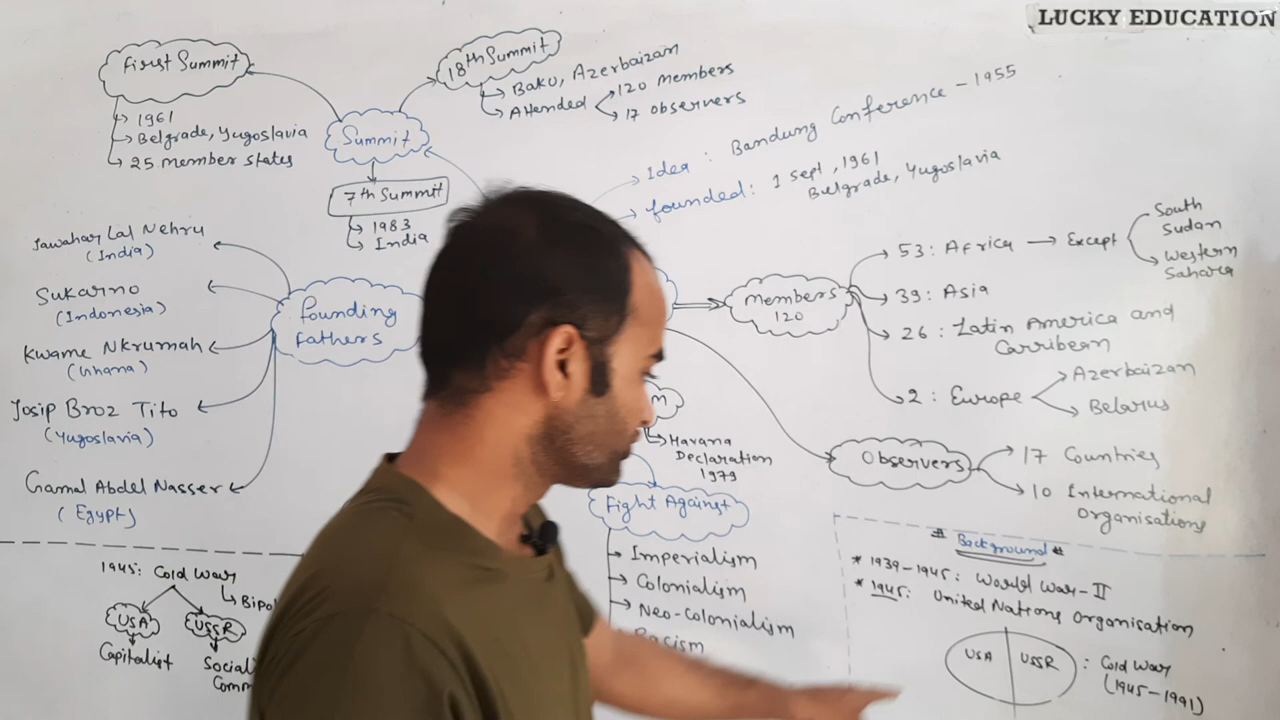 LUCKY EDUCATION
First Summit
1961
Belgrade, Yugoslavia
25 member states
Summit
18th Summit
Baku, Azerbaizan
Attended
120 members
17 observers
7th Summit
1983
India
Idea : Bandung Conference - 1955
founded : 1 Sept, 1961
Belgrade, Yugoslavia
founding
fathers
Jawahar Lal Nehru
(India)
Sukarno
(Indonesia)
Kwame Nkrumah
(Ghana)
Josip Broz Tito
(Yugoslavia)
Gamal Abdel Nasser
(Egypt)
Members
120
53 : Africa
Except
South
Sudan
Western
Sahara
39 : Asia
26 : Latin America and
Carribean
2 : Europe
Azerbaizan
Belarus
Observers
17 Countries
10 International
Organisations
m
Havana
Declaration
1979
Fight Against
Imperialism
Colonialism
Neo-Colonialism
Racism
# Background #
* 1939-1945 : World War-II
* 1945 : United Nations Organisation
USA
USSR
: Cold War
(1945-1991)
1945 : Cold War
Bipo
USA
USSR
Capitalist
Sociali
Comm